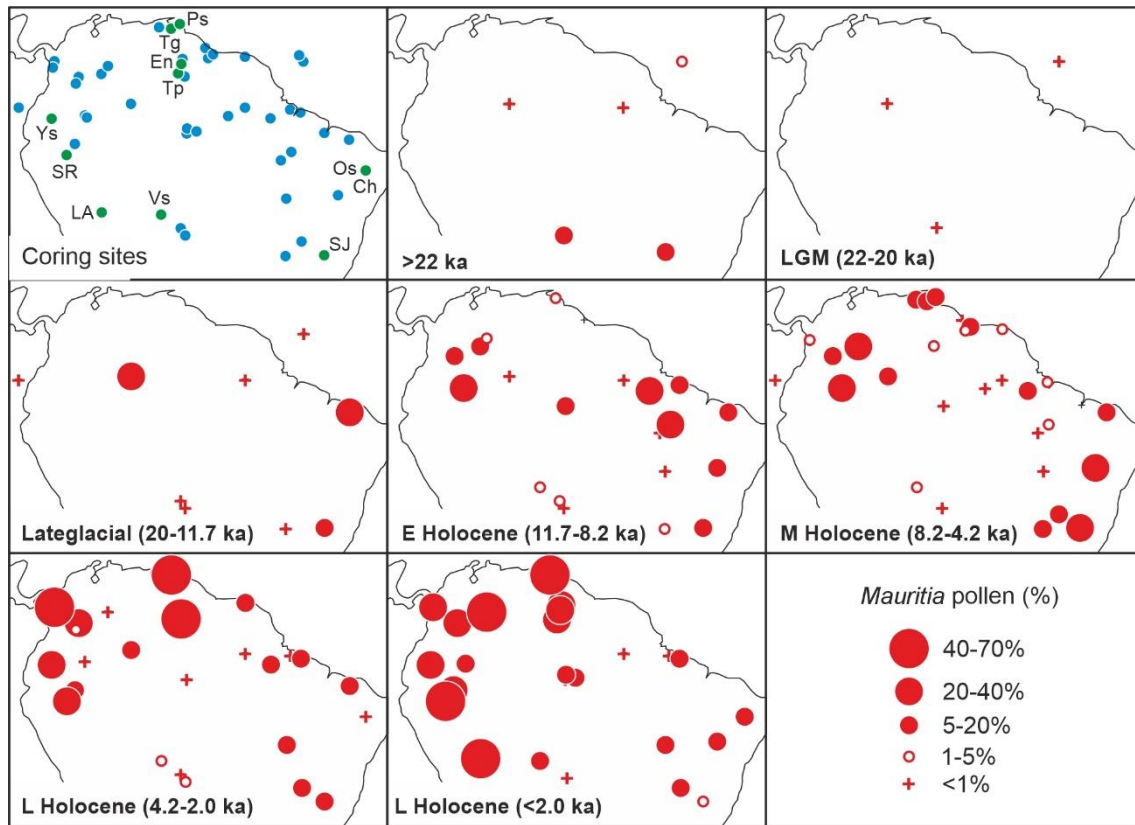 Ps
Tg
En
Tp
Ys
SR
Os
Ch
LA
Vs
SJ
Coring sites
>22 ka
LGM (22-20 ka)
Lateglacial (20-11.7 ka)
E Holocene (11.7-8.2 ka)
M Holocene (8.2-4.2 ka)
L Holocene (4.2-2.0 ka)
L Holocene (<2.0 ka)
Mauritia pollen (%)
40-70%
20-40%
5-20%
1-5%
<1%